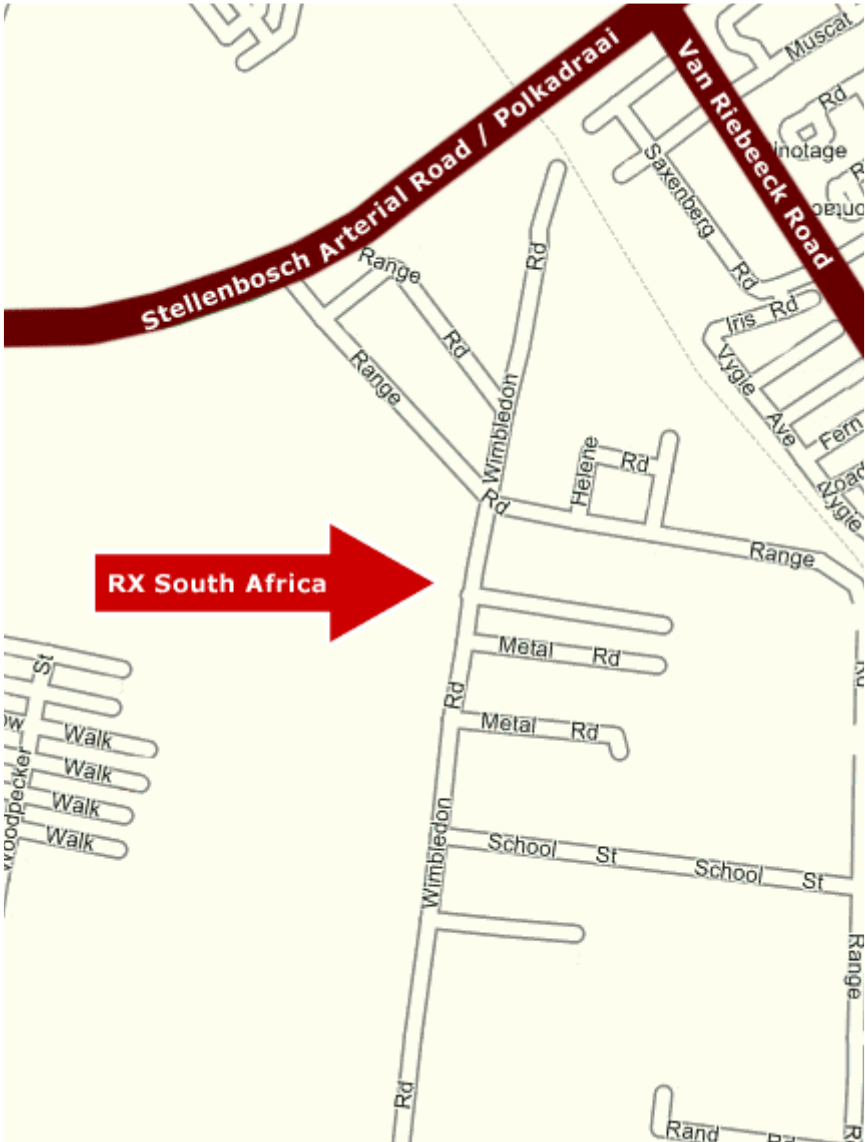 Stellenbosch Arterial Road / Polkadraai
Van Riebeeck Road
Muscat
Rd
Saxenberg
Rd
Range
Rd
Rd
Iris Rd
Range
Vygie
Ave
Wimbledon
Fern
Helene
Rd
Vygie
Rd
Range
RX South Africa
St
Metal Rd
Rd
Metal Rd
Walk
Walk
Walk
Walk
Woodpecker
Wimbledon
School St
School St
Range
Rd
Rand